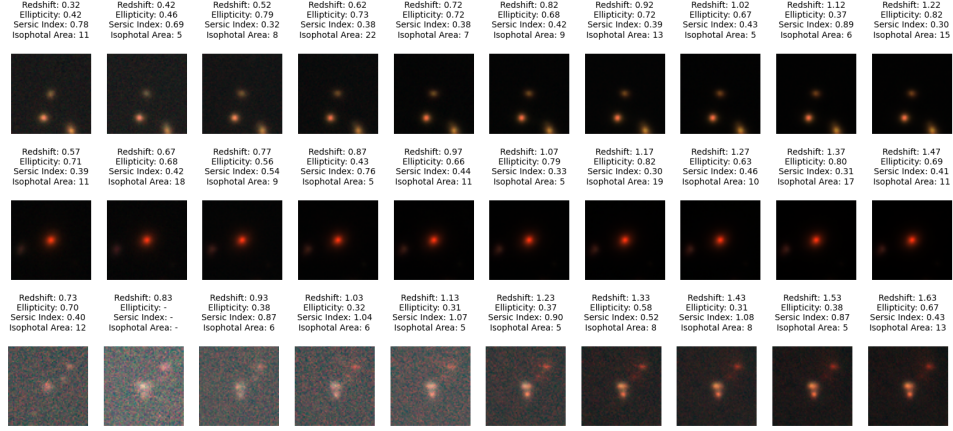 Redshift: 0.32 Redshift: 0.42 Redshift: 0.52 Redshift: 0.62 Redshift: 0.72 Redshift: 0.82 Redshift: 0.92 Redshift: 1.02 Redshift: 1.12 Redshift: 1.22
Ellipticity: 0.42 Ellipticity: 0.46 Ellipticity: 0.79 Ellipticity: 0.73 Ellipticity: 0.72 Ellipticity: 0.68 Ellipticity: 0.72 Ellipticity: 0.67 Ellipticity: 0.37 Ellipticity: 0.82
Sersic Index: 0.78 Sersic Index: 0.69 Sersic Index: 0.32 Sersic Index: 0.38 Sersic Index: 0.38 Sersic Index: 0.42 Sersic Index: 0.39 Sersic Index: 0.43 Sersic Index: 0.89 Sersic Index: 0.30
Isophotal Area: 11 Isophotal Area: 5 Isophotal Area: 8 Isophotal Area: 22 Isophotal Area: 7 Isophotal Area: 9 Isophotal Area: 13 Isophotal Area: 5 Isophotal Area: 6 Isophotal Area: 15
Redshift: 0.57 Redshift: 0.67 Redshift: 0.77 Redshift: 0.87 Redshift: 0.97 Redshift: 1.07 Redshift: 1.17 Redshift: 1.27 Redshift: 1.37 Redshift: 1.47
Ellipticity: 0.71 Ellipticity: 0.68 Ellipticity: 0.56 Ellipticity: 0.43 Ellipticity: 0.66 Ellipticity: 0.79 Ellipticity: 0.82 Ellipticity: 0.63 Ellipticity: 0.80 Ellipticity: 0.69
Sersic Index: 0.39 Sersic Index: 0.42 Sersic Index: 0.54 Sersic Index: 0.76 Sersic Index: 0.44 Sersic Index: 0.33 Sersic Index: 0.30 Sersic Index: 0.46 Sersic Index: 0.31 Sersic Index: 0.41
Isophotal Area: 11 Isophotal Area: 18 Isophotal Area: 9 Isophotal Area: 5 Isophotal Area: 11 Isophotal Area: 5 Isophotal Area: 19 Isophotal Area: 10 Isophotal Area: 17 Isophotal Area: 11
Redshift: 0.73 Redshift: 0.83 Redshift: 0.93 Redshift: 1.03 Redshift: 1.13 Redshift: 1.23 Redshift: 1.33 Redshift: 1.43 Redshift: 1.53 Redshift: 1.63
Ellipticity: 0.70 Ellipticity: - Ellipticity: 0.38 Ellipticity: 0.32 Ellipticity: 0.31 Ellipticity: 0.37 Ellipticity: 0.58 Ellipticity: 0.31 Ellipticity: 0.38 Ellipticity: 0.67
Sersic Index: 0.40 Sersic Index: - Sersic Index: 0.87 Sersic Index: 1.04 Sersic Index: 1.07 Sersic Index: 0.90 Sersic Index: 0.52 Sersic Index: 1.08 Sersic Index: 0.87 Sersic Index: 0.43
Isophotal Area: 12 Isophotal Area: - Isophotal Area: 6 Isophotal Area: 6 Isophotal Area: 5 Isophotal Area: 5 Isophotal Area: 8 Isophotal Area: 8 Isophotal Area: 5 Isophotal Area: 13